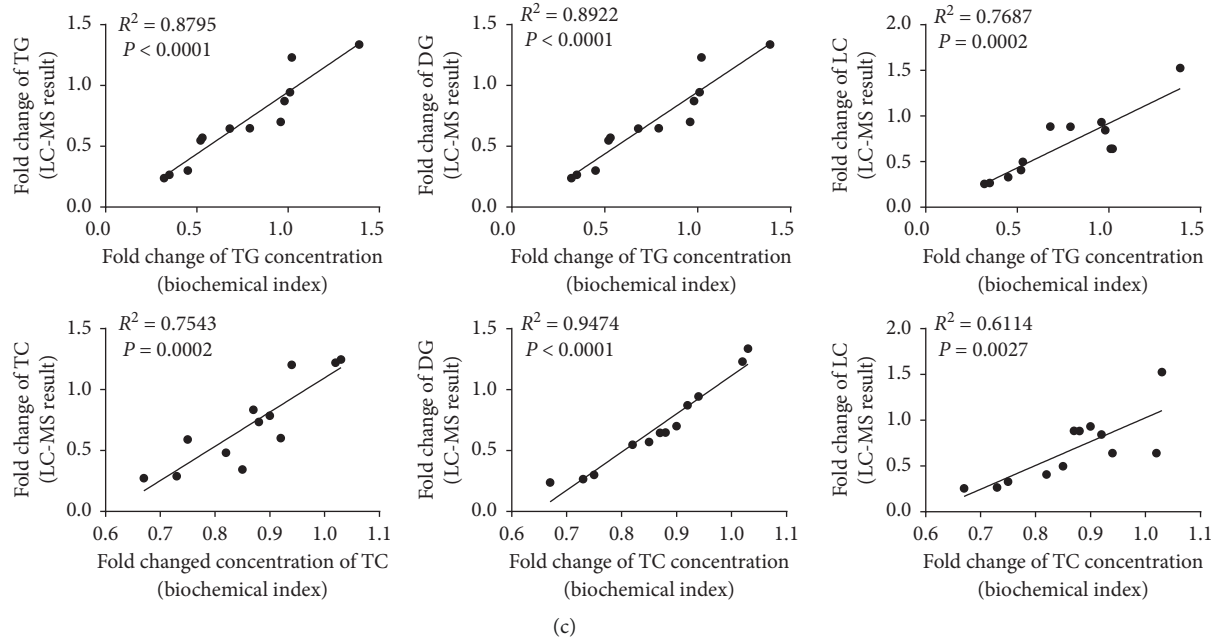 R² = 0.8795
P < 0.0001
Fold change of TG
(LC-MS result)
1.5
1.0
0.5
0.0
0.0 0.5 1.0 1.5
Fold change of TG concentration
(biochemical index)
R² = 0.8922
P < 0.0001
Fold change of DG
(LC-MS result)
1.5
1.0
0.5
0.0
0.0 0.5 1.0 1.5
Fold change of TG concentration
(biochemical index)
R² = 0.7687
P = 0.0002
Fold change of LC
(LC-MS result)
2.0
1.5
1.0
0.5
0.0
0.0 0.5 1.0 1.5
Fold change of TG concentration
(biochemical index)
R² = 0.7543
P = 0.0002
Fold change of TC
(LC-MS result)
1.5
1.0
0.5
0.0
0.6 0.7 0.8 0.9 1.0 1.1
Fold changed concentration of TC
(biochemical index)
R² = 0.9474
P < 0.0001
Fold change of DG
(LC-MS result)
1.5
1.0
0.5
0.0
0.6 0.7 0.8 0.9 1.0 1.1
Fold change of TC concentration
(biochemical index)
R² = 0.6114
P = 0.0027
Fold change of LC
(LC-MS result)
2.0
1.5
1.0
0.5
0.0
0.6 0.7 0.8 0.9 1.0 1.1
Fold change of TC concentration
(biochemical index)
(c)